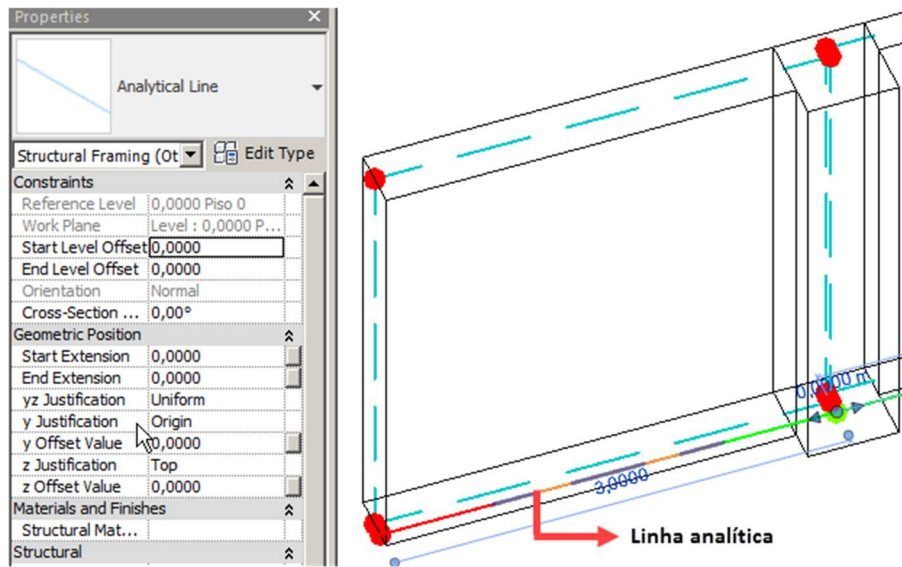 Properties
Analytical Line
Structural Framing (Ot
Edit Type
Constraints
Reference Level 0,0000 Piso 0
Work Plane Level : 0,0000 P...
Start Level Offset 0,0000
End Level Offset 0,0000
Orientation Normal
Cross-Section ... 0,00°
Geometric Position
Start Extension 0,0000
End Extension 0,0000
yz Justification Uniform
y Justification Origin
y Offset Value 0,0000
z Justification Top
z Offset Value 0,0000
Materials and Finishes
Structural Mat...
Structural
0,0000 m
3,0000
Linha analítica